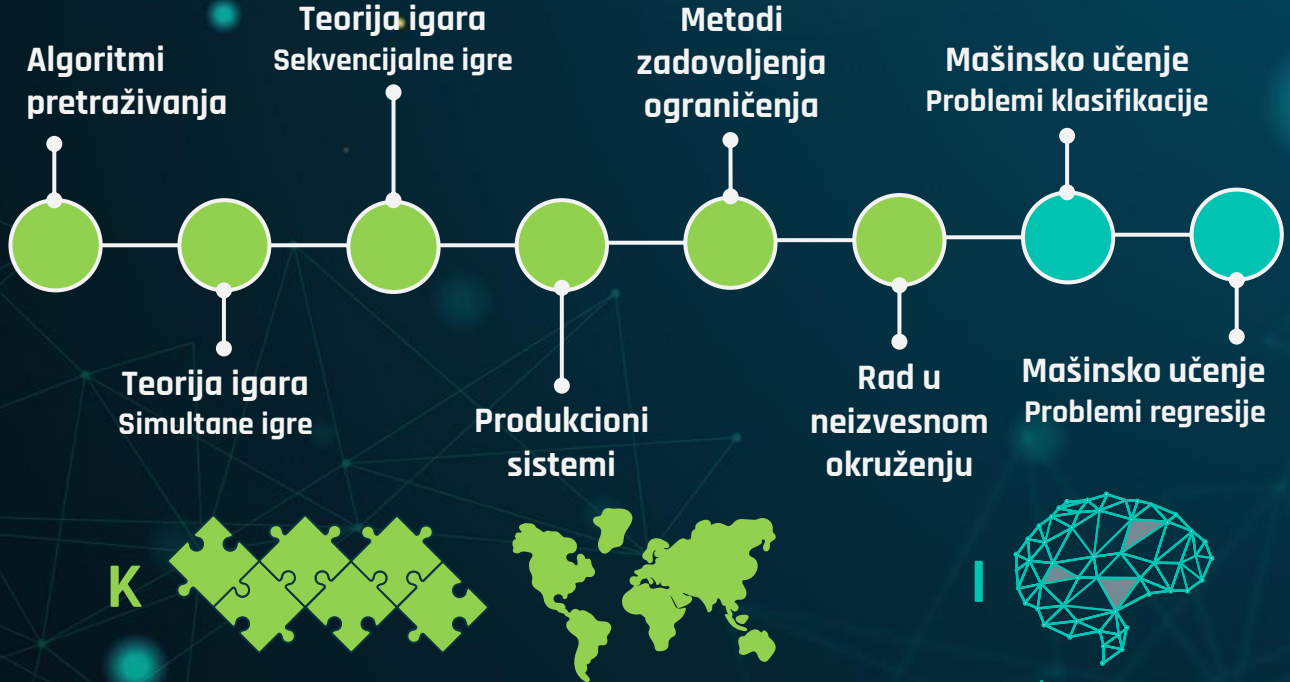 Algoritmi
pretraživanja
Teorija igara
Simultane igre
Teorija igara
Sekvencijalne igre
Produkcioni
sistemi
Metodi
zadovoljenja
ograničenja
Rad u
neizvesnom
okruženju
Mašinsko učenje
Problemi klasifikacije
Mašinsko učenje
Problemi regresije
K
I